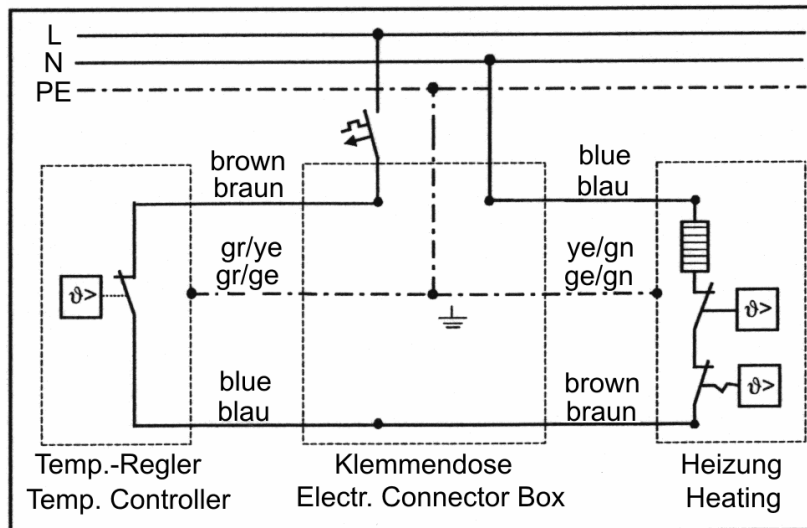 L
N
PE
brown
braun
blue
blau
gr/ye
gr/ge
ye/gn
ge/gn
ϑ>
ϑ>
ϑ>
blue
blau
brown
braun
Temp.-Regler
Temp. Controller
Klemmendose
Electr. Connector Box
Heizung
Heating